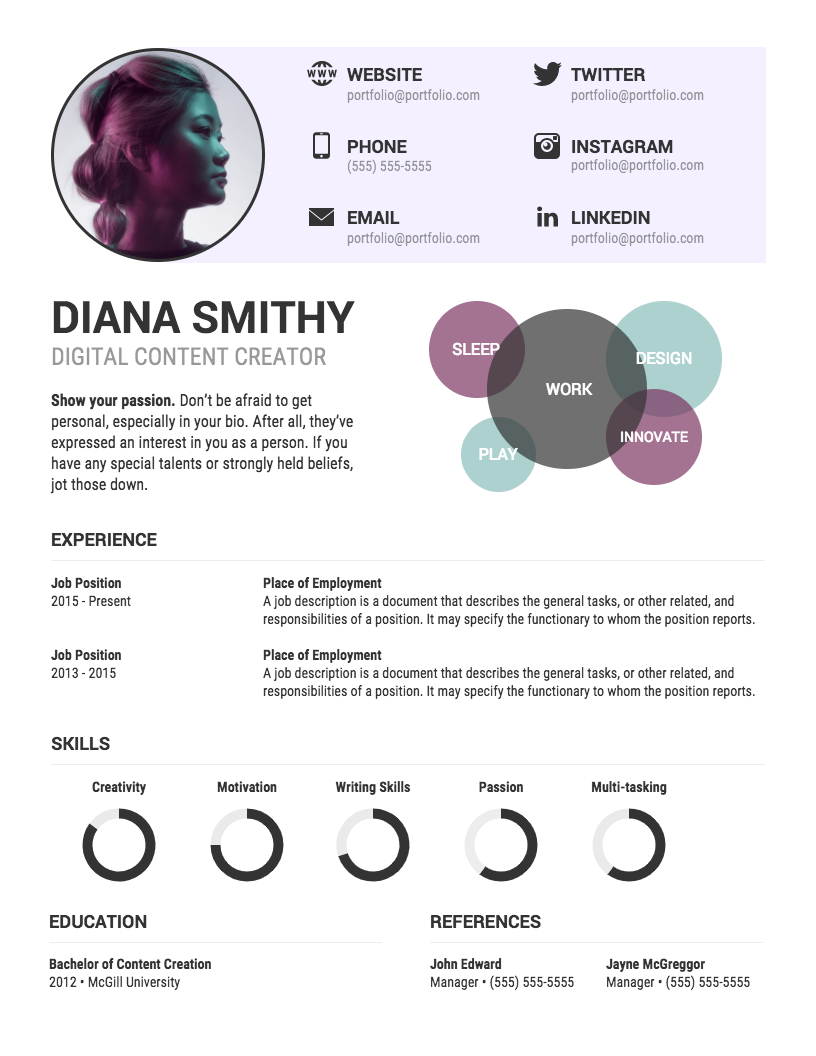 WWW WEBSITE
portfolio@portfolio.com
TWITTER
portfolio@portfolio.com
PHONE
(555) 555-5555
INSTAGRAM
portfolio@portfolio.com
EMAIL
portfolio@portfolio.com
in LINKEDIN
portfolio@portfolio.com
DIANA SMITHY
DIGITAL CONTENT CREATOR
Show your passion. Don’t be afraid to get
personal, especially in your bio. After all, they’ve
expressed an interest in you as a person. If you
have any special talents or strongly held beliefs,
jot those down.
SLEEP
DESIGN
WORK
INNOVATE
PLAY
EXPERIENCE
Job Position
2015 - Present
Place of Employment
A job description is a document that describes the general tasks, or other related, and
responsibilities of a position. It may specify the functionary to whom the position reports.
Job Position
2013 - 2015
Place of Employment
A job description is a document that describes the general tasks, or other related, and
responsibilities of a position. It may specify the functionary to whom the position reports.
SKILLS
Creativity
Motivation
Writing Skills
Passion
Multi-tasking
EDUCATION
Bachelor of Content Creation
2012 • McGill University
REFERENCES
John Edward
Manager • (555) 555-5555
Jayne McGreggor
Manager • (555) 555-5555